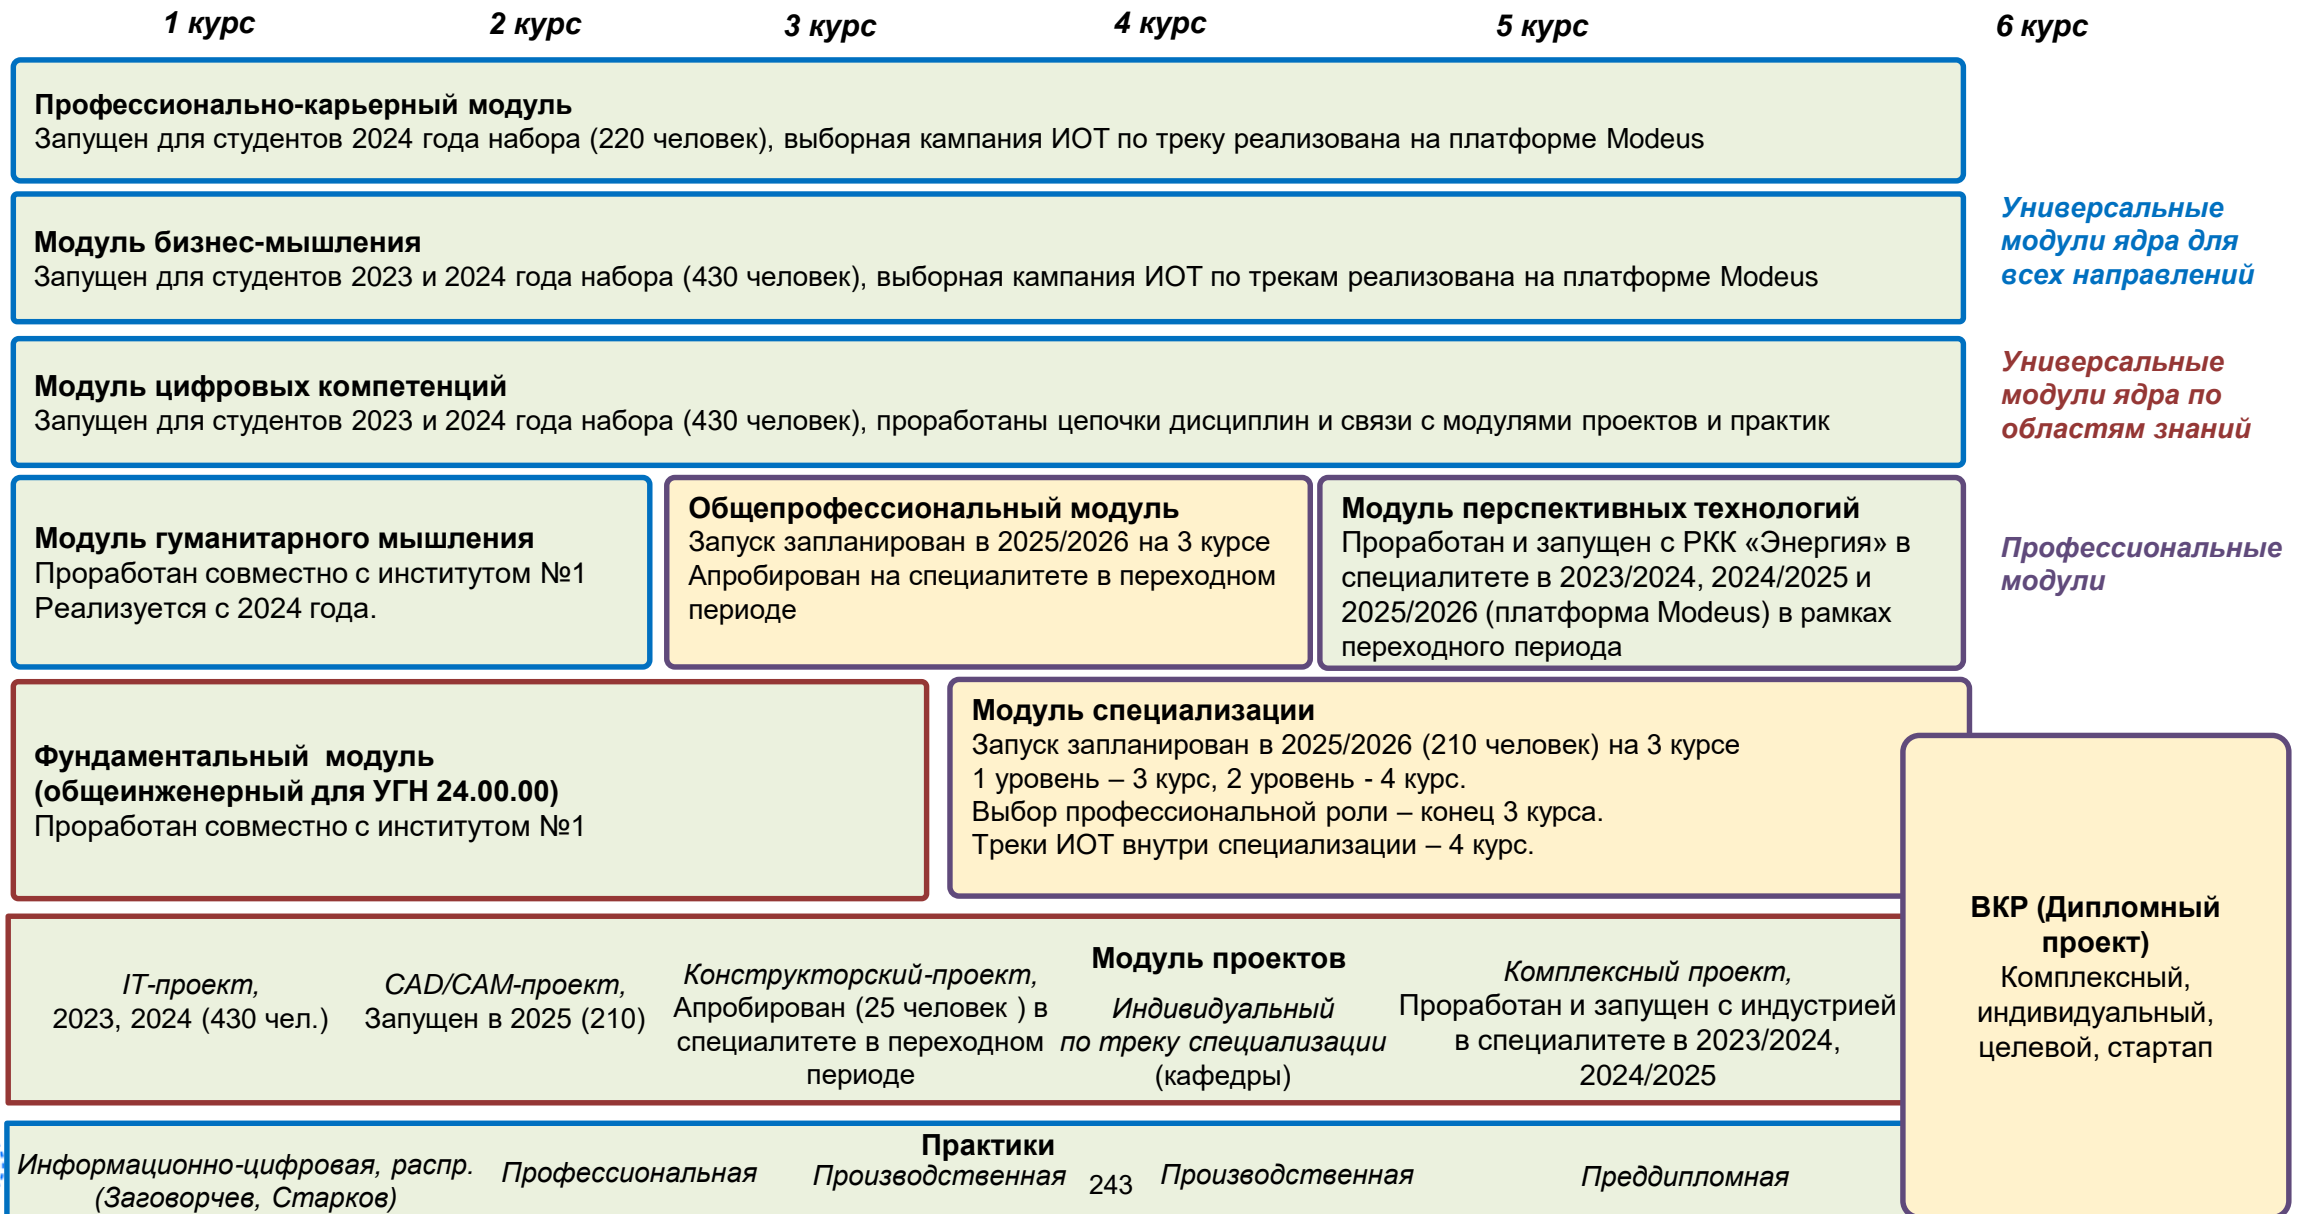 1 курс
2 курс
3 курс
4 курс
5 курс
6 курс
Профессионально-карьерный модуль
Запущен для студентов 2024 года набора (220 человек), выборная кампания ИОТ по треку реализована на платформе Modeus
Модуль бизнес-мышления
Запущен для студентов 2023 и 2024 года набора (430 человек), выборная кампания ИОТ по трекам реализована на платформе Modeus
Универсальные
модули ядра для
всех направлений
Модуль цифровых компетенций
Запущен для студентов 2023 и 2024 года набора (430 человек), проработаны цепочки дисциплин и связи с модулями проектов и практик
Универсальные
модули ядра по
областям знаний
Модуль гуманитарного мышления
Проработан совместно с институтом №1
Реализуется с 2024 года.
Общепрофессиональный модуль
Запуск запланирован в 2025/2026 на 3 курсе
Апробирован на специалитете в переходном
периоде
Модуль перспективных технологий
Проработан и запущен с РКК «Энергия» в
специалитете в 2023/2024, 2024/2025 и
2025/2026 (платформа Modeus) в рамках
переходного периода
Профессиональные
модули
Фундаментальный модуль
(общеинженерный для УГН 24.00.00)
Проработан совместно с институтом №1
Модуль специализации
Запуск запланирован в 2025/2026 (210 человек) на 3 курсе
1 уровень – 3 курс, 2 уровень - 4 курс.
Выбор профессиональной роли – конец 3 курса.
Треки ИОТ внутри специализации – 4 курс.
ВКР (Дипломный
проект)
Комплексный,
индивидуальный,
целевой, стартап
Модуль проектов
IT-проект,
2023, 2024 (430 чел.)
CAD/CAM-проект,
Запущен в 2025 (210)
Конструкторский-проект,
Апробирован (25 человек ) в
специалитете в переходном
периоде
Индивидуальный
по треку специализации
(кафедры)
Комплексный проект,
Проработан и запущен с индустрией
в специалитете в 2023/2024,
2024/2025
Практики
Информационно-цифровая, распр.
(Заговорчев, Старков)
Профессиональная
Производственная
243
Производственная
Преддипломная